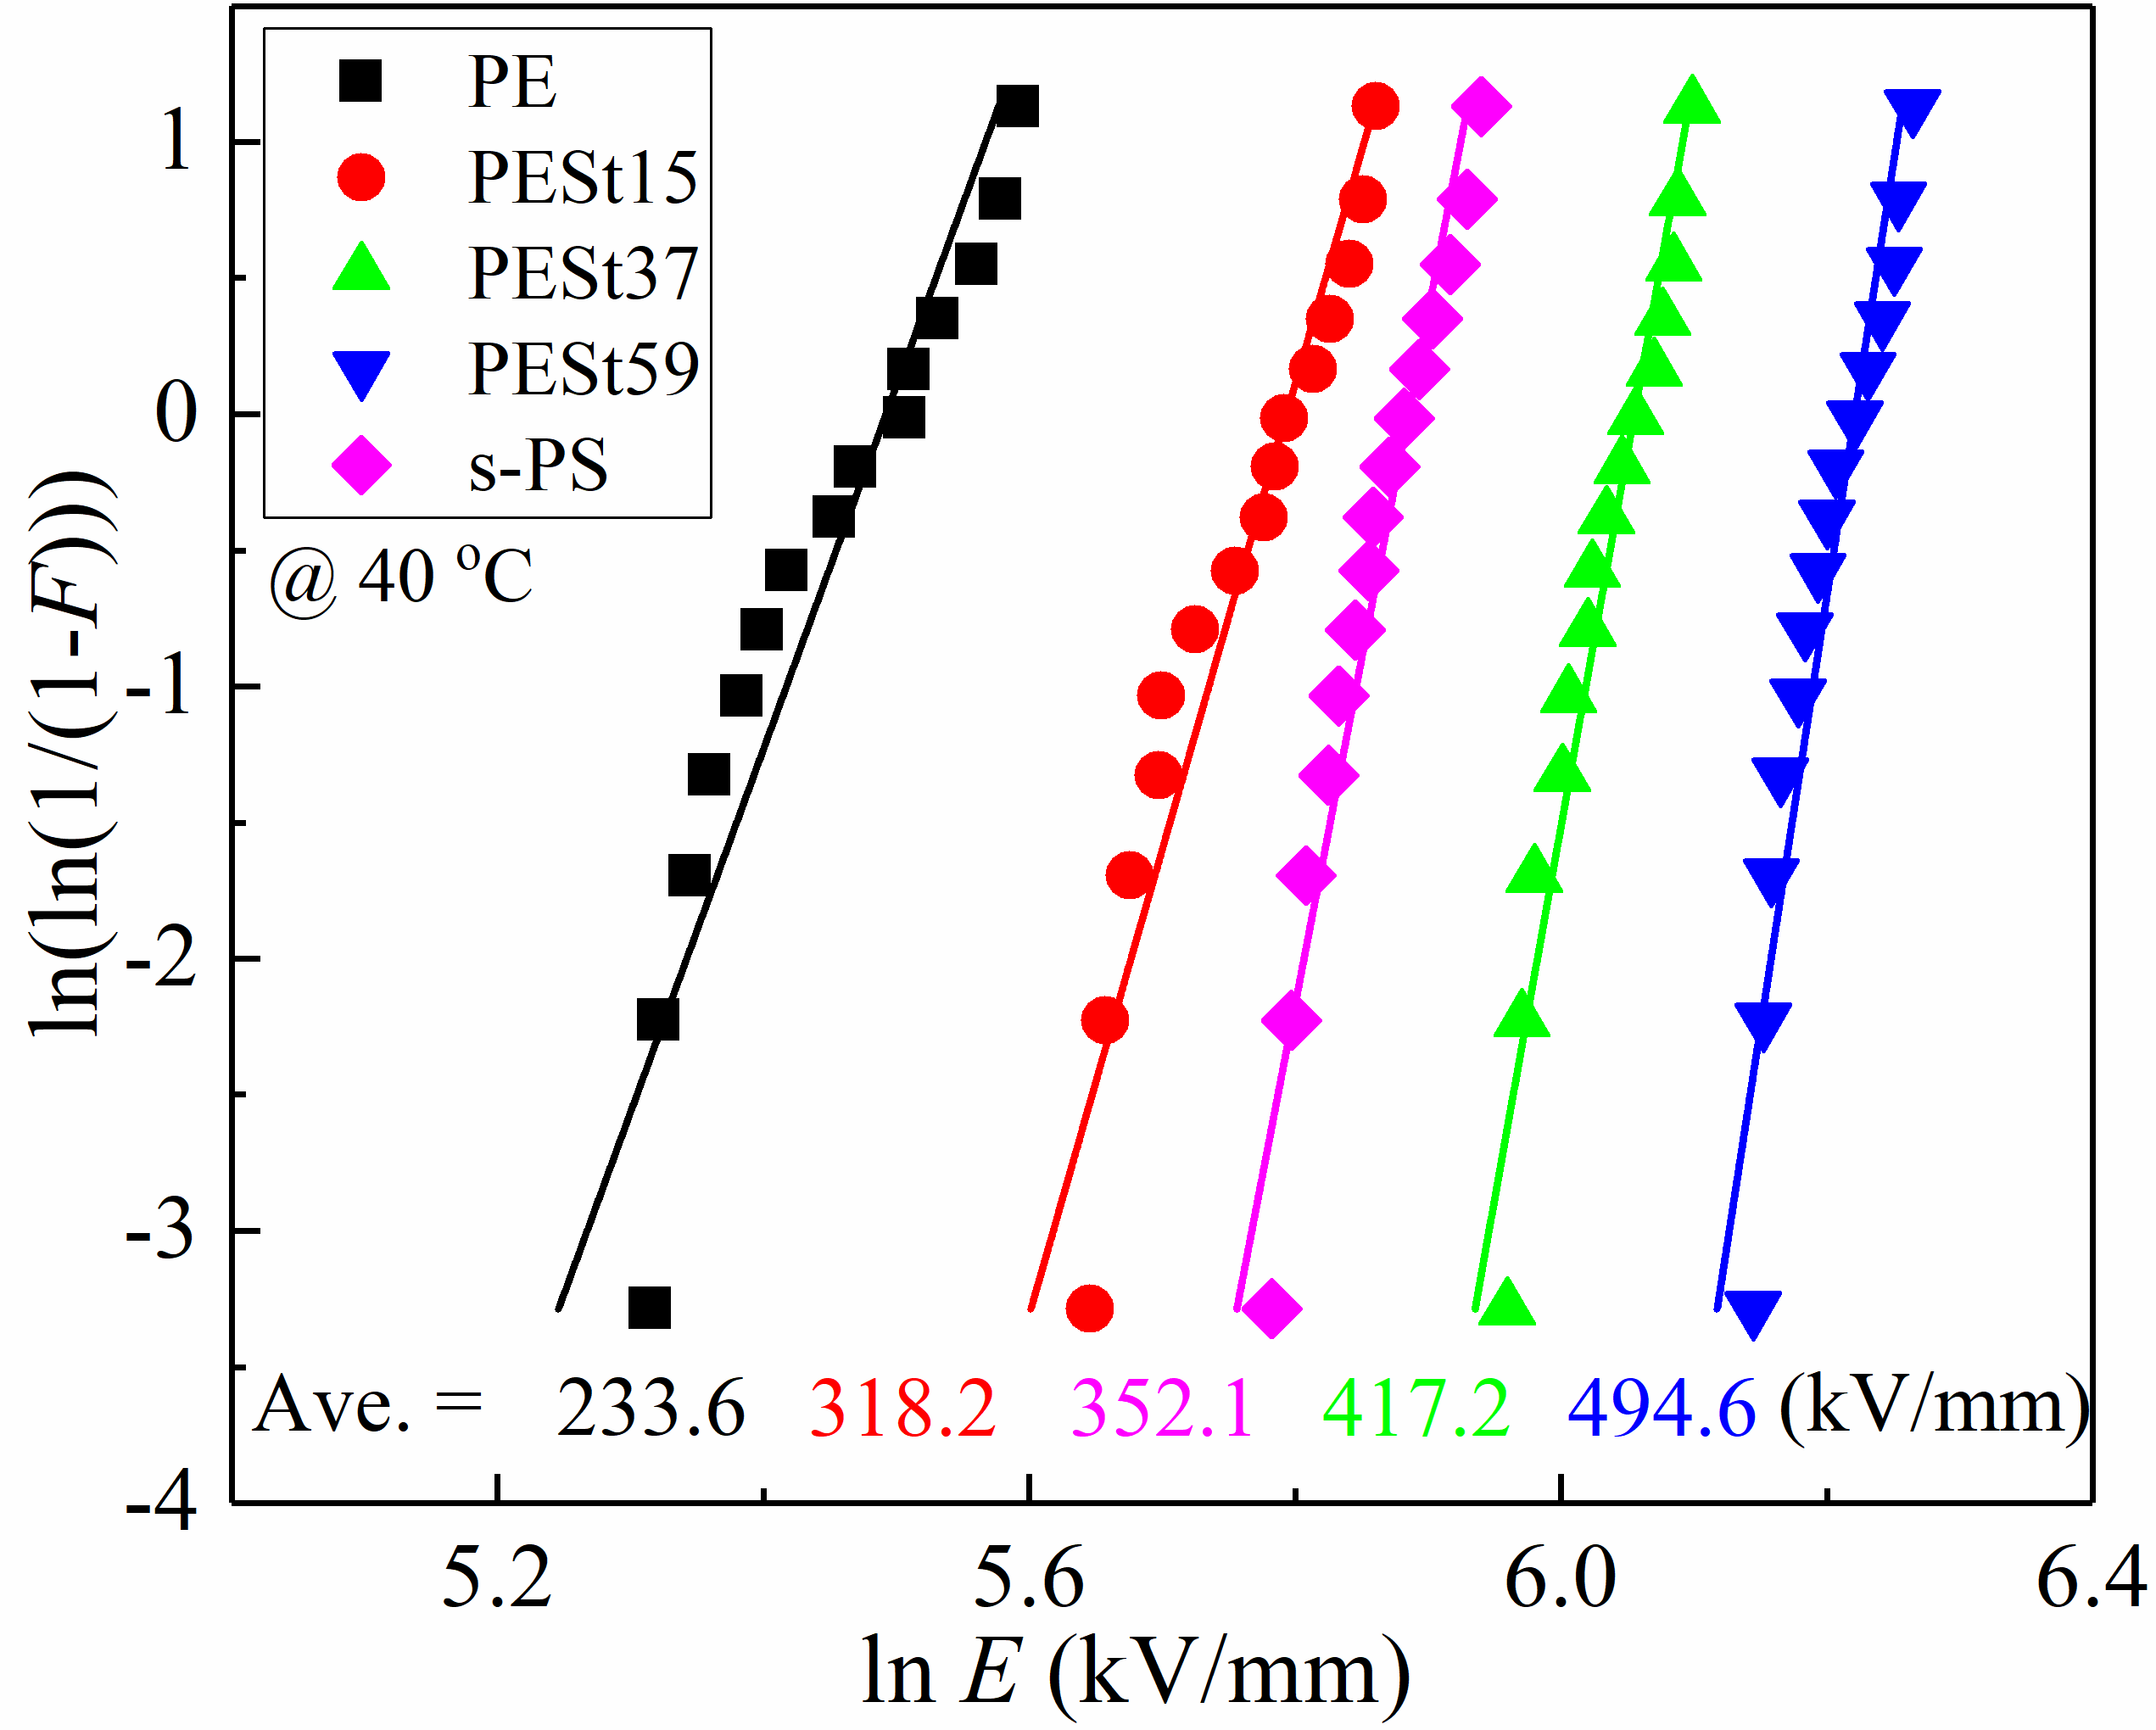 PE
PESt15
PESt37
PESt59
s-PS
@ 40 °C
ln(ln(1/(1-F)))
1
0
-1
-2
-3
-4
Ave. = 233.6 318.2 352.1 417.2 494.6 (kV/mm)
5.2 5.6 6.0 6.4
ln E (kV/mm)